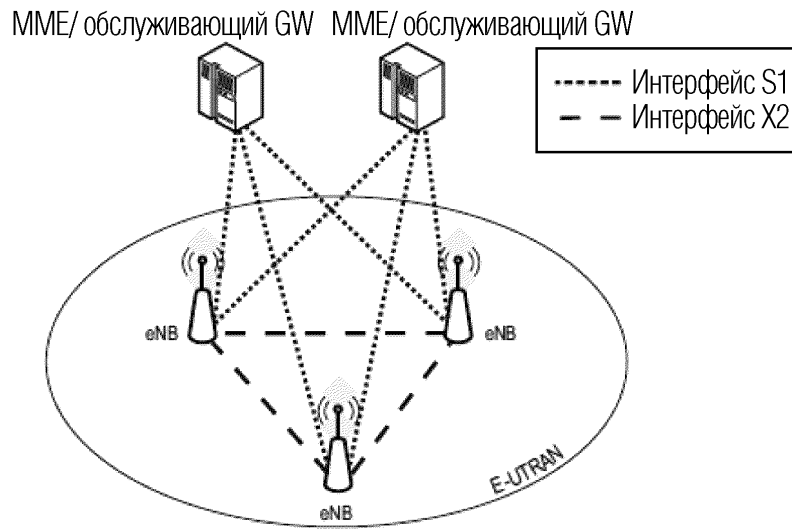 MME/ обслуживающий GW MME/ обслуживающий GW
Интерфейс S1
Интерфейс X2
eNB
eNB
E-UTRAN
eNB